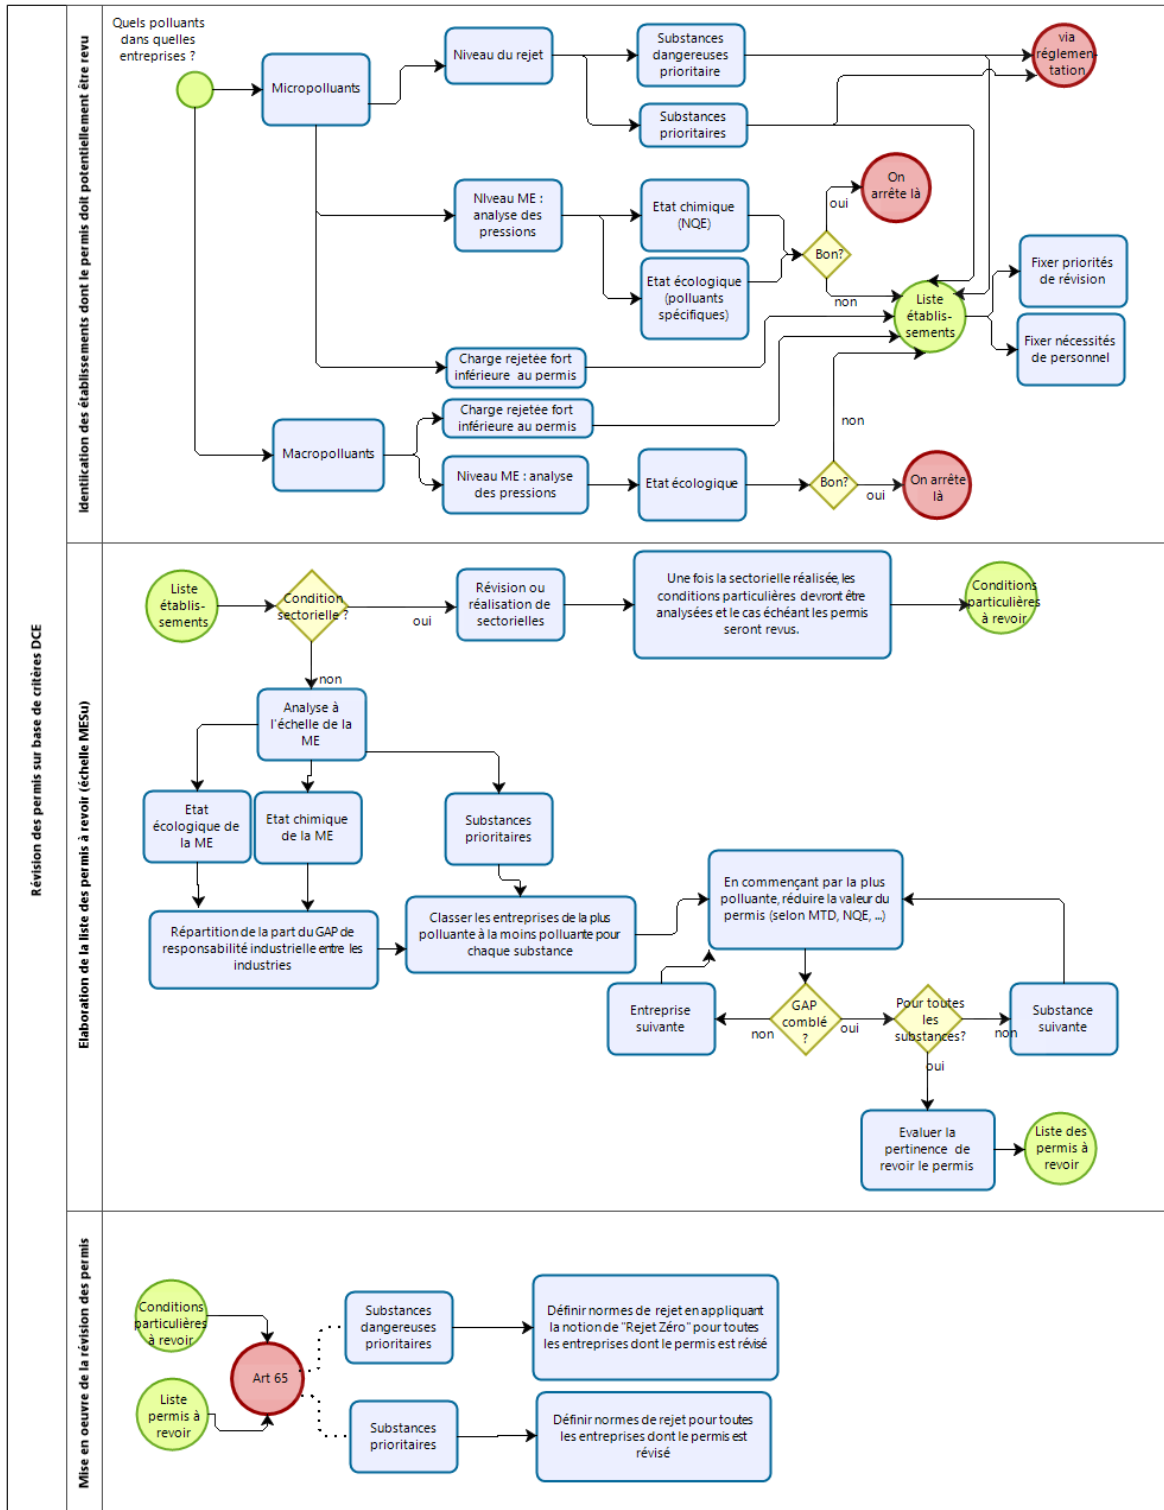 Révision des permis sur base de critères DCE
Identiication des établissements dont le permis doit potentiellement être revu
Quels polluants
dans quelles
entreprises ?
Micropolluants
Niveau du rejet
Substances
dangereuses
prioritaire
via
réglemen-
tation
Substances
prioritaires
NIveau ME :
analyse des
pressions
Etat chimique
(NQE)
Etat écologique
(polluants
spécifiques)
Bon?
oui
On
arrête là
non
Liste
établis-
sements
Fixer priorités
de révision
Fixer nécessités
de personnel
Charge rejetée fort
inférieure au permis
Charge rejetée fort
inférieure au permis
Macropolluants
Niveau ME : analyse
des pressions
Etat écologique
Bon?
non
oui
On arrête
là
Elaboration de la liste des permis à revoir (échelle MESu)
Liste
établis-
sements
Condition
sectorielle ?
oui
Révision ou
réalisation de
sectorielles
Une fois la sectorielle réalisée, les
conditions particulières devront être
analysées et le cas échéant les permis
seront revus.
Conditions
particulières
à revoir
non
Analyse à
l'échelle de la
ME
Etat
écologique de
la ME
Etat chimique
de la ME
Substances
prioritaires
Répartition de la part du GAP de
responsabilité industrielle entre les
industries
Classer les entreprises de la plus
polluante à la moins polluante pour
chaque substance
En commençant par la plus
polluante, réduire la valeur du
permis (selon MTD, NQE, ...)
Entreprise
suivante
non
GAP
comblé
?
oui
Pour toutes
les
substances?
non
Substance
suivante
oui
Evaluer la
pertinence de
revoir le permis
Liste des
permis à
revoir
Mise en oeuvre de la révision des permis
Conditions
particulières
à revoir
Liste
permis à
revoir
Art 65
Substances
dangereuses
prioritaires
Définir normes de rejet en appliquant
la notion de "Rejet Zéro" pour toutes
les entreprises dont le permis est révisé
Substances
prioritaires
Définir normes de rejet pour toutes
les entreprises dont le permis est
révisé